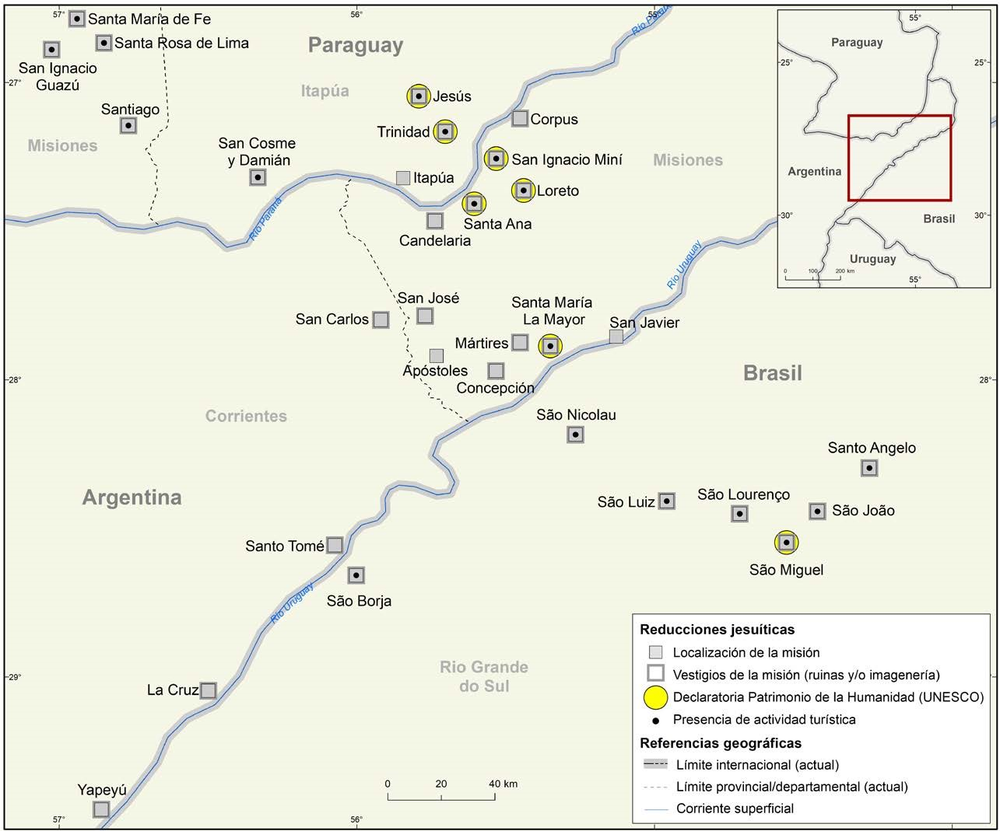 57°
56°
55°
Santa María de Fe
Santa Rosa de Lima
San Ignacio
Guazú
Paraguay
Río Paraná
27°
Itapúa
Jesús
Santiago
Trinidad
Corpus
Misiones
San Cosme
y Damián
San Ignacio Miní
Misiones
Itapúa
Loreto
Río Paraná
Santa Ana
Candelaria
Río Uruguay
55°
Paraguay
25°
25°
Argentina
30°
30°
Brasil
Uruguay
0 100 200 km
55°
San José
San Carlos
Santa María
La Mayor
San Javier
Mártires
Apóstoles
Concepción
Brasil
28°
28°
Corrientes
São Nicolau
Santo Angelo
Argentina
São Luiz
São Lourenço
São João
Santo Tomé
São Miguel
São Borja
Río Uruguay
Rio Grande
do Sul
29°
La Cruz
Yapeyú
0 20 40 km
57°
56°
Reducciones jesuíticas
Localización de la misión
Vestigios de la misión (ruinas y/o imagenería)
Declaratoria Patrimonio de la Humanidad (UNESCO)
Presencia de actividad turística
Referencias geográficas
Límite internacional (actual)
Límite provincial/departamental (actual)
Corriente superficial